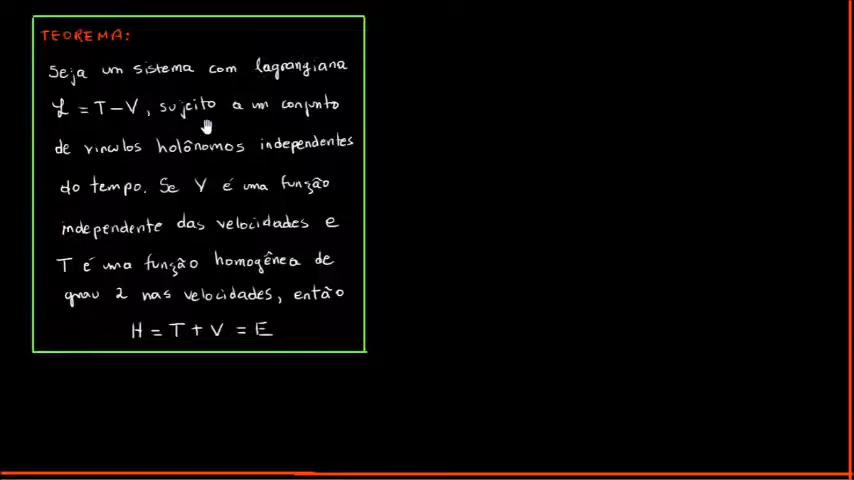 TEOREMA:
Seja um sistema com lagrangiana
ℒ = T − V, sujeito a um conjunto
de vínculos holônomos independentes
do tempo. Se V é uma função
independente das velocidades e
T é uma função homogênea de
grau 2 nas velocidades, então
H = T + V = E